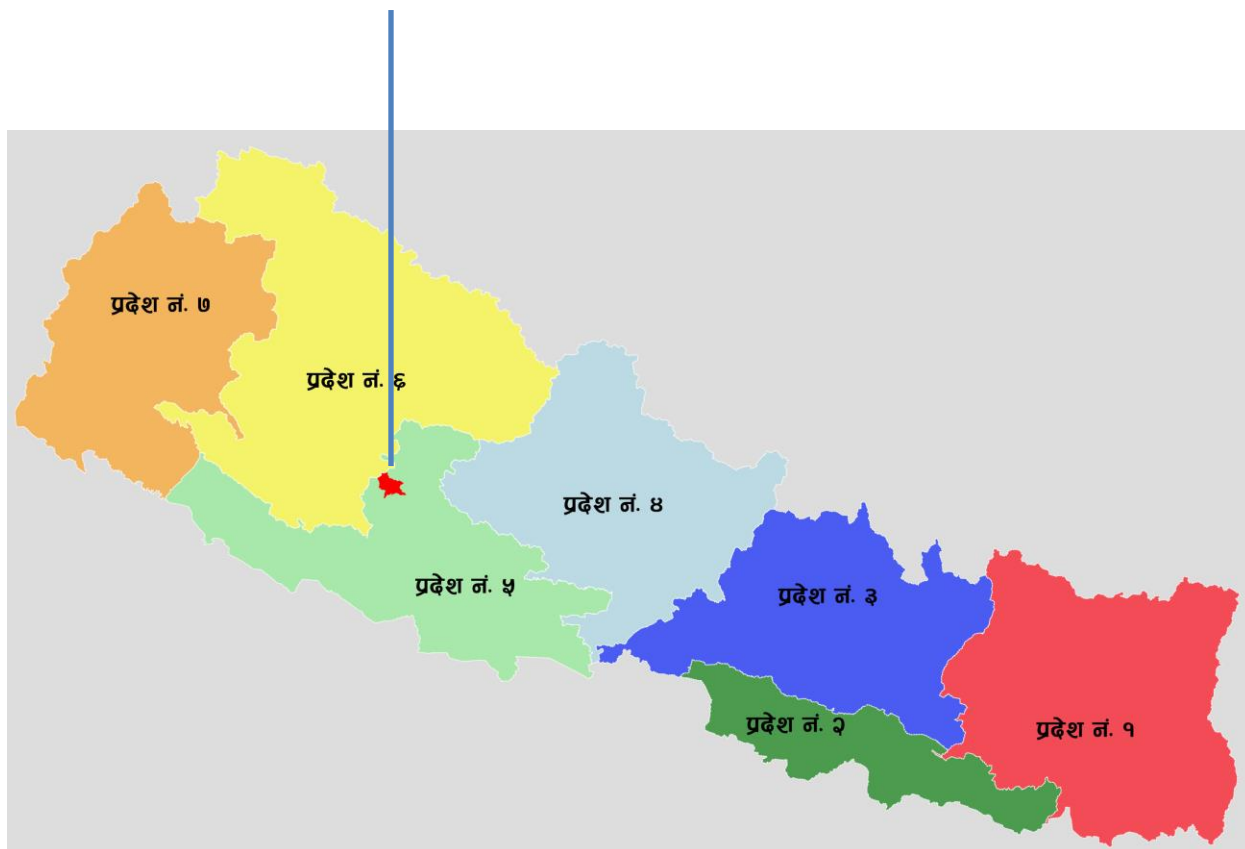 प्रदेश नं. ७
प्रदेश नं. ६
प्रदेश नं. ४
प्रदेश नं. ५
प्रदेश नं. ३
प्रदेश नं. २
प्रदेश नं. १